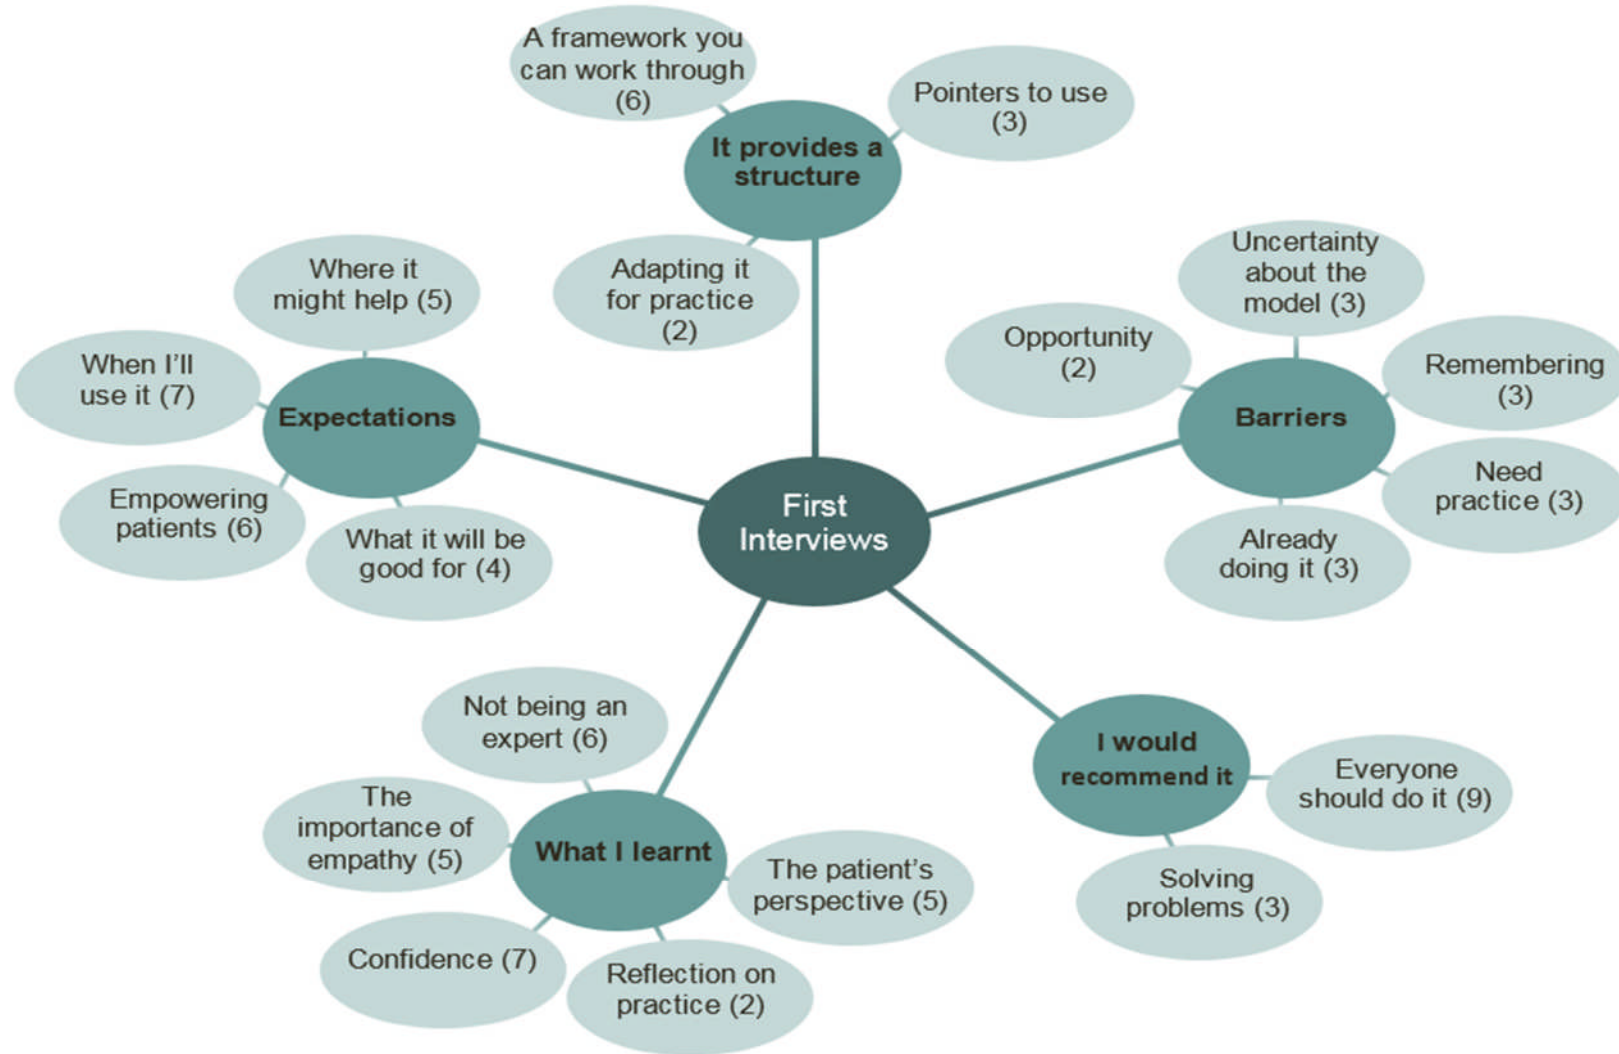 A framework you
can work through
(6)
Pointers to use
(3)
It provides a
structure
Adapting it
for practice
(2)
Where it
might help (5)
When I'll
use it (7)
Expectations
Empowering
patients (6)
What it will be
good for (4)
Uncertainty
about the
model (3)
Opportunity
(2)
Remembering
(3)
Barriers
Need
practice (3)
Already
doing it (3)
First
Interviews
Not being an
expert (6)
The
importance of
empathy (5)
What I learnt
The patient's
perspective (5)
Confidence (7)
Reflection on
practice (2)
I would
recommend it
Everyone
should do it (9)
Solving
problems (3)